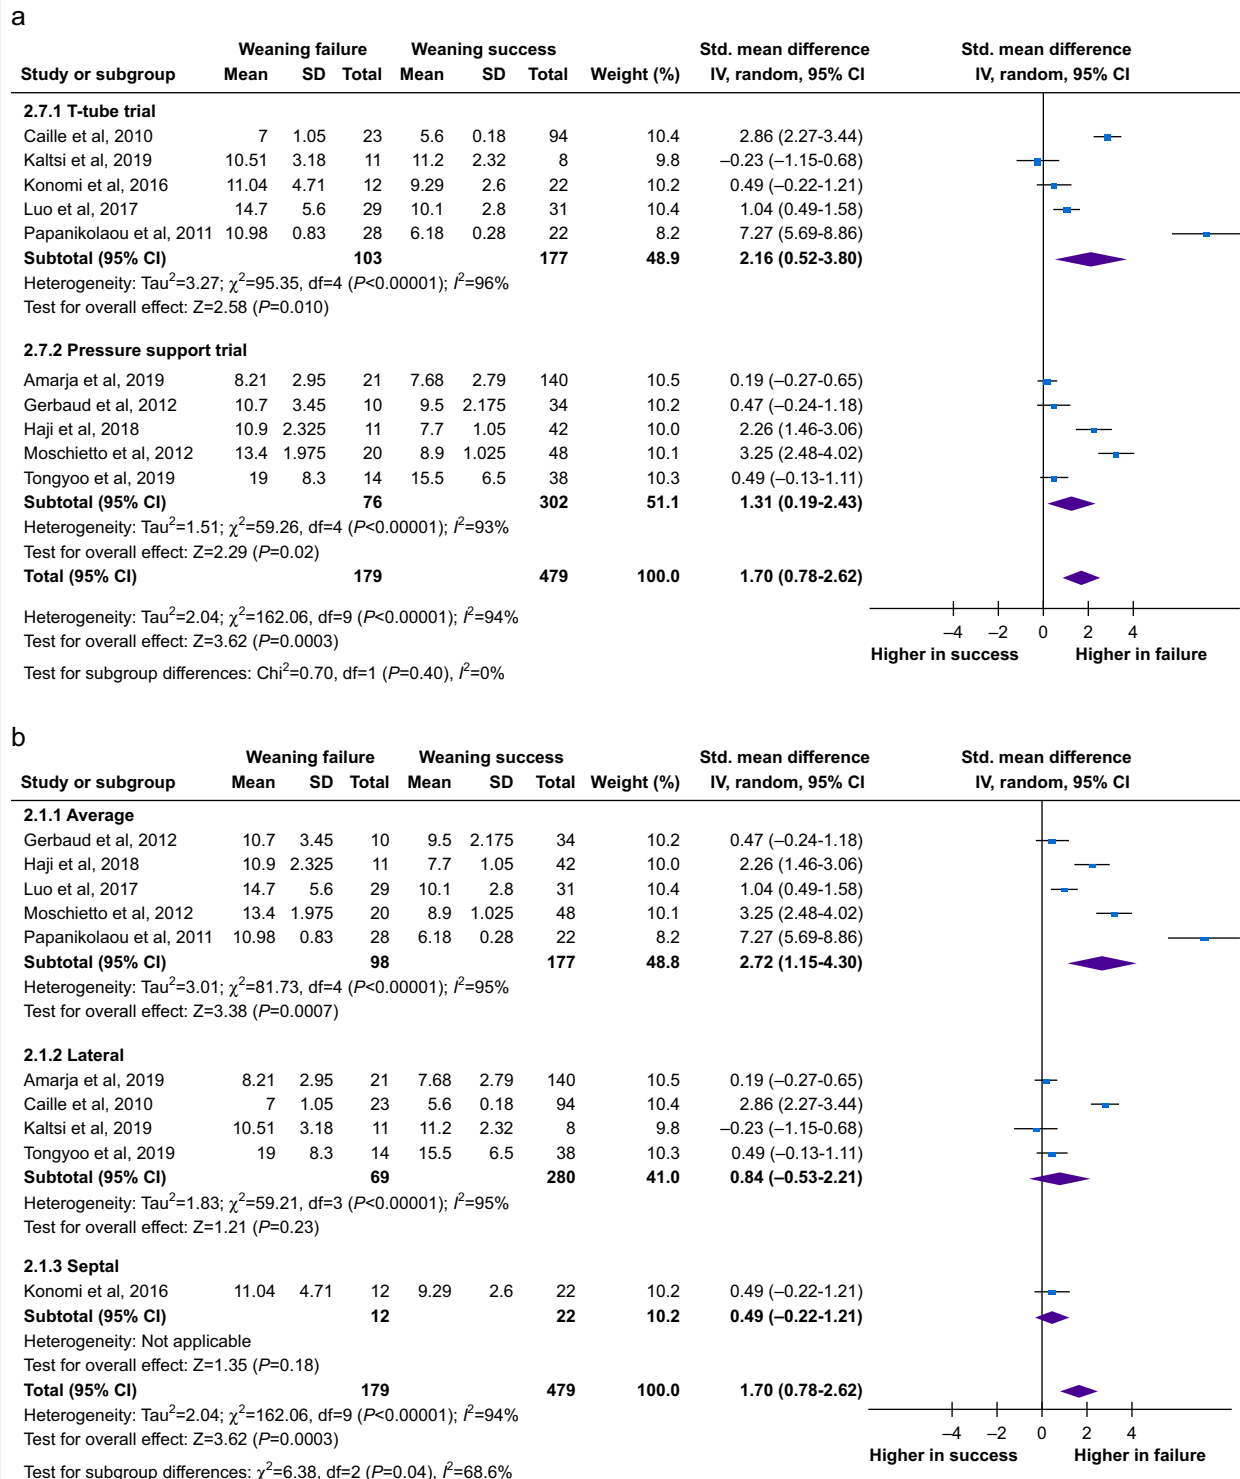 a
Weaning failure Weaning success Std. mean difference Std. mean difference
Study or subgroup Mean SD Total Mean SD Total Weight (%) IV, random, 95% CI IV, random, 95% CI
2.7.1 T-tube trial
Caille et al, 2010 7 1.05 23 5.6 0.18 94 10.4 2.86 (2.27-3.44)
Kaltsi et al, 2019 10.51 3.18 11 11.2 2.32 8 9.8 –0.23 (–1.15-0.68)
Konomi et al, 2016 11.04 4.71 12 9.29 2.6 22 10.2 0.49 (–0.22-1.21)
Luo et al, 2017 14.7 5.6 29 10.1 2.8 31 10.4 1.04 (0.49-1.58)
Papanikolaou et al, 2011 10.98 0.83 28 6.18 0.28 22 8.2 7.27 (5.69-8.86)
Subtotal (95% CI) 103 177 48.9 2.16 (0.52-3.80)
Heterogeneity: Tau²=3.27; χ²=95.35, df=4 (P<0.00001); I²=96%
Test for overall effect: Z=2.58 (P=0.010)
2.7.2 Pressure support trial
Amarja et al, 2019 8.21 2.95 21 7.68 2.79 140 10.5 0.19 (–0.27-0.65)
Gerbaud et al, 2012 10.7 3.45 10 9.5 2.175 34 10.2 0.47 (–0.24-1.18)
Haji et al, 2018 10.9 2.325 11 7.7 1.05 42 10.0 2.26 (1.46-3.06)
Moschietto et al, 2012 13.4 1.975 20 8.9 1.025 48 10.1 3.25 (2.48-4.02)
Tongyoo et al, 2019 19 8.3 14 15.5 6.5 38 10.3 0.49 (–0.13-1.11)
Subtotal (95% CI) 76 302 51.1 1.31 (0.19-2.43)
Heterogeneity: Tau²=1.51; χ²=59.26, df=4 (P<0.00001); I²=93%
Test for overall effect: Z=2.29 (P=0.02)
Total (95% CI) 179 479 100.0 1.70 (0.78-2.62)
Heterogeneity: Tau²=2.04; χ²=162.06, df=9 (P<0.00001); I²=94%
Test for overall effect: Z=3.62 (P=0.0003)
Test for subgroup differences: Chi²=0.70, df=1 (P=0.40), I²=0%
–4 –2 0 2 4
Higher in success Higher in failure
b
Weaning failure Weaning success Std. mean difference Std. mean difference
Study or subgroup Mean SD Total Mean SD Total Weight (%) IV, random, 95% CI IV, random, 95% CI
2.1.1 Average
Gerbaud et al, 2012 10.7 3.45 10 9.5 2.175 34 10.2 0.47 (–0.24-1.18)
Haji et al, 2018 10.9 2.325 11 7.7 1.05 42 10.0 2.26 (1.46-3.06)
Luo et al, 2017 14.7 5.6 29 10.1 2.8 31 10.4 1.04 (0.49-1.58)
Moschietto et al, 2012 13.4 1.975 20 8.9 1.025 48 10.1 3.25 (2.48-4.02)
Papanikolaou et al, 2011 10.98 0.83 28 6.18 0.28 22 8.2 7.27 (5.69-8.86)
Subtotal (95% CI) 98 177 48.8 2.72 (1.15-4.30)
Heterogeneity: Tau²=3.01; χ²=81.73, df=4 (P<0.00001); I²=95%
Test for overall effect: Z=3.38 (P=0.0007)
2.1.2 Lateral
Amarja et al, 2019 8.21 2.95 21 7.68 2.79 140 10.5 0.19 (–0.27-0.65)
Caille et al, 2010 7 1.05 23 5.6 0.18 94 10.4 2.86 (2.27-3.44)
Kaltsi et al, 2019 10.51 3.18 11 11.2 2.32 8 9.8 –0.23 (–1.15-0.68)
Tongyoo et al, 2019 19 8.3 14 15.5 6.5 38 10.3 0.49 (–0.13-1.11)
Subtotal (95% CI) 69 280 41.0 0.84 (–0.53-2.21)
Heterogeneity: Tau²=1.83; χ²=59.21, df=3 (P<0.00001); I²=95%
Test for overall effect: Z=1.21 (P=0.23)
2.1.3 Septal
Konomi et al, 2016 11.04 4.71 12 9.29 2.6 22 10.2 0.49 (–0.22-1.21)
Subtotal (95% CI) 12 22 10.2 0.49 (–0.22-1.21)
Heterogeneity: Not applicable
Test for overall effect: Z=1.35 (P=0.18)
Total (95% CI) 179 479 100.0 1.70 (0.78-2.62)
Heterogeneity: Tau²=2.04; χ²=162.06, df=9 (P<0.00001); I²=94%
Test for overall effect: Z=3.62 (P=0.0003)
Test for subgroup differences: χ²=6.38, df=2 (P=0.04), I²=68.6%
–4 –2 0 2 4
Higher in success Higher in failure